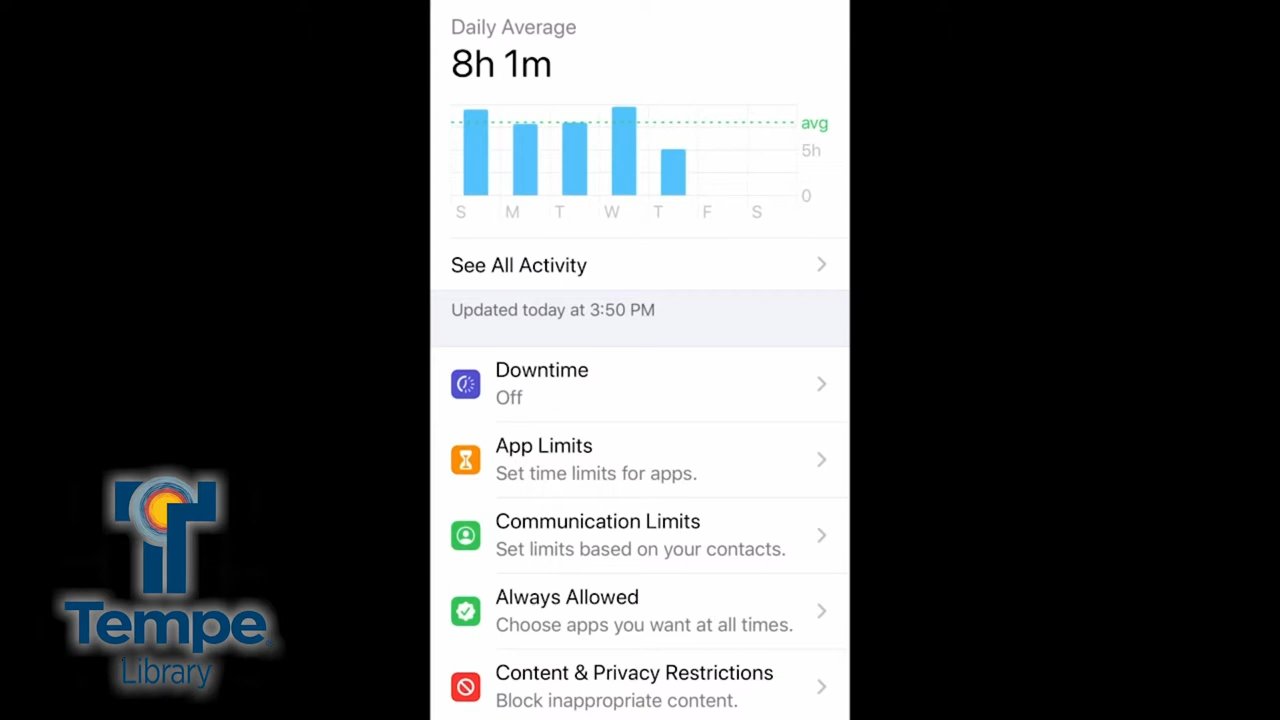 Daily Average
8h 1m
avg
5h
0
S M T W T F S
See All Activity
Updated today at 3:50 PM
Downtime
Off
App Limits
Set time limits for apps.
Communication Limits
Set limits based on your contacts.
Always Allowed
Choose apps you want at all times.
Content & Privacy Restrictions
Block inappropriate content.
Tempe
Library